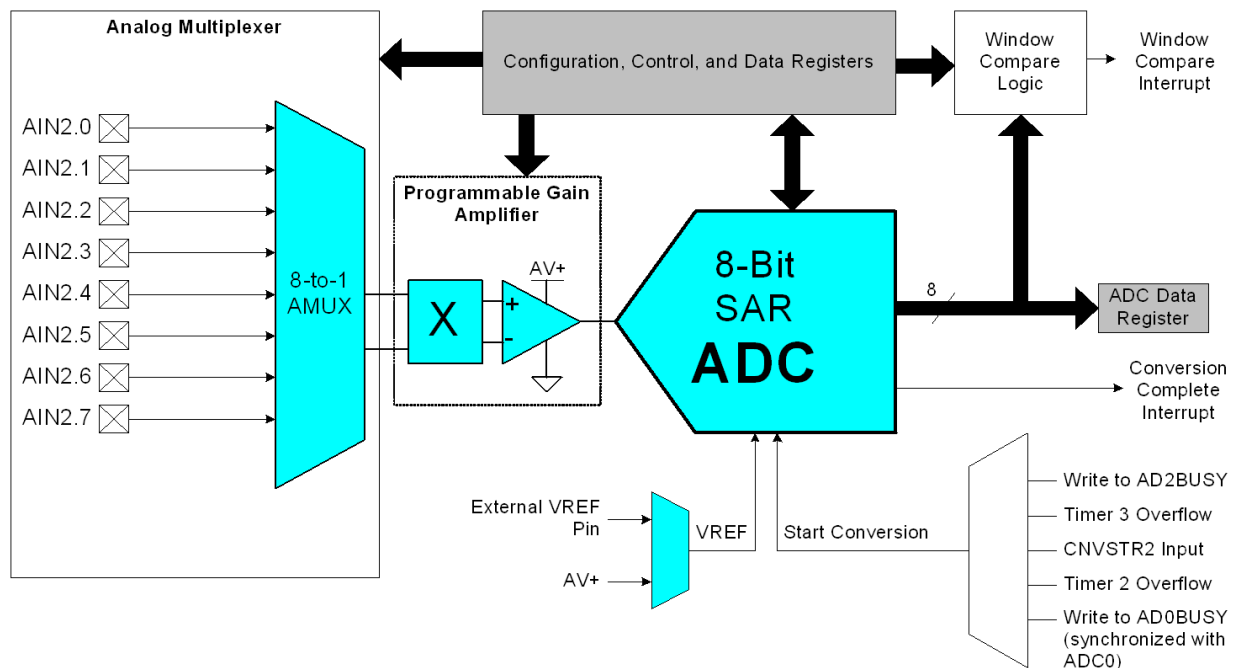 Analog Multiplexer
AIN2.0
AIN2.1
AIN2.2
AIN2.3
AIN2.4
AIN2.5
AIN2.6
AIN2.7
8-to-1
AMUX
Configuration, Control, and Data Registers
Window
Compare
Logic
Window
Compare
Interrupt
Programmable Gain
Amplifier
X
+
-
AV+
8-Bit
SAR
ADC
8
ADC Data
Register
Conversion
Complete
Interrupt
External VREF
Pin
AV+
VREF
Start Conversion
Write to AD2BUSY
Timer 3 Overflow
CNVSTR2 Input
Timer 2 Overflow
Write to AD0BUSY
(synchronized with
ADC0)